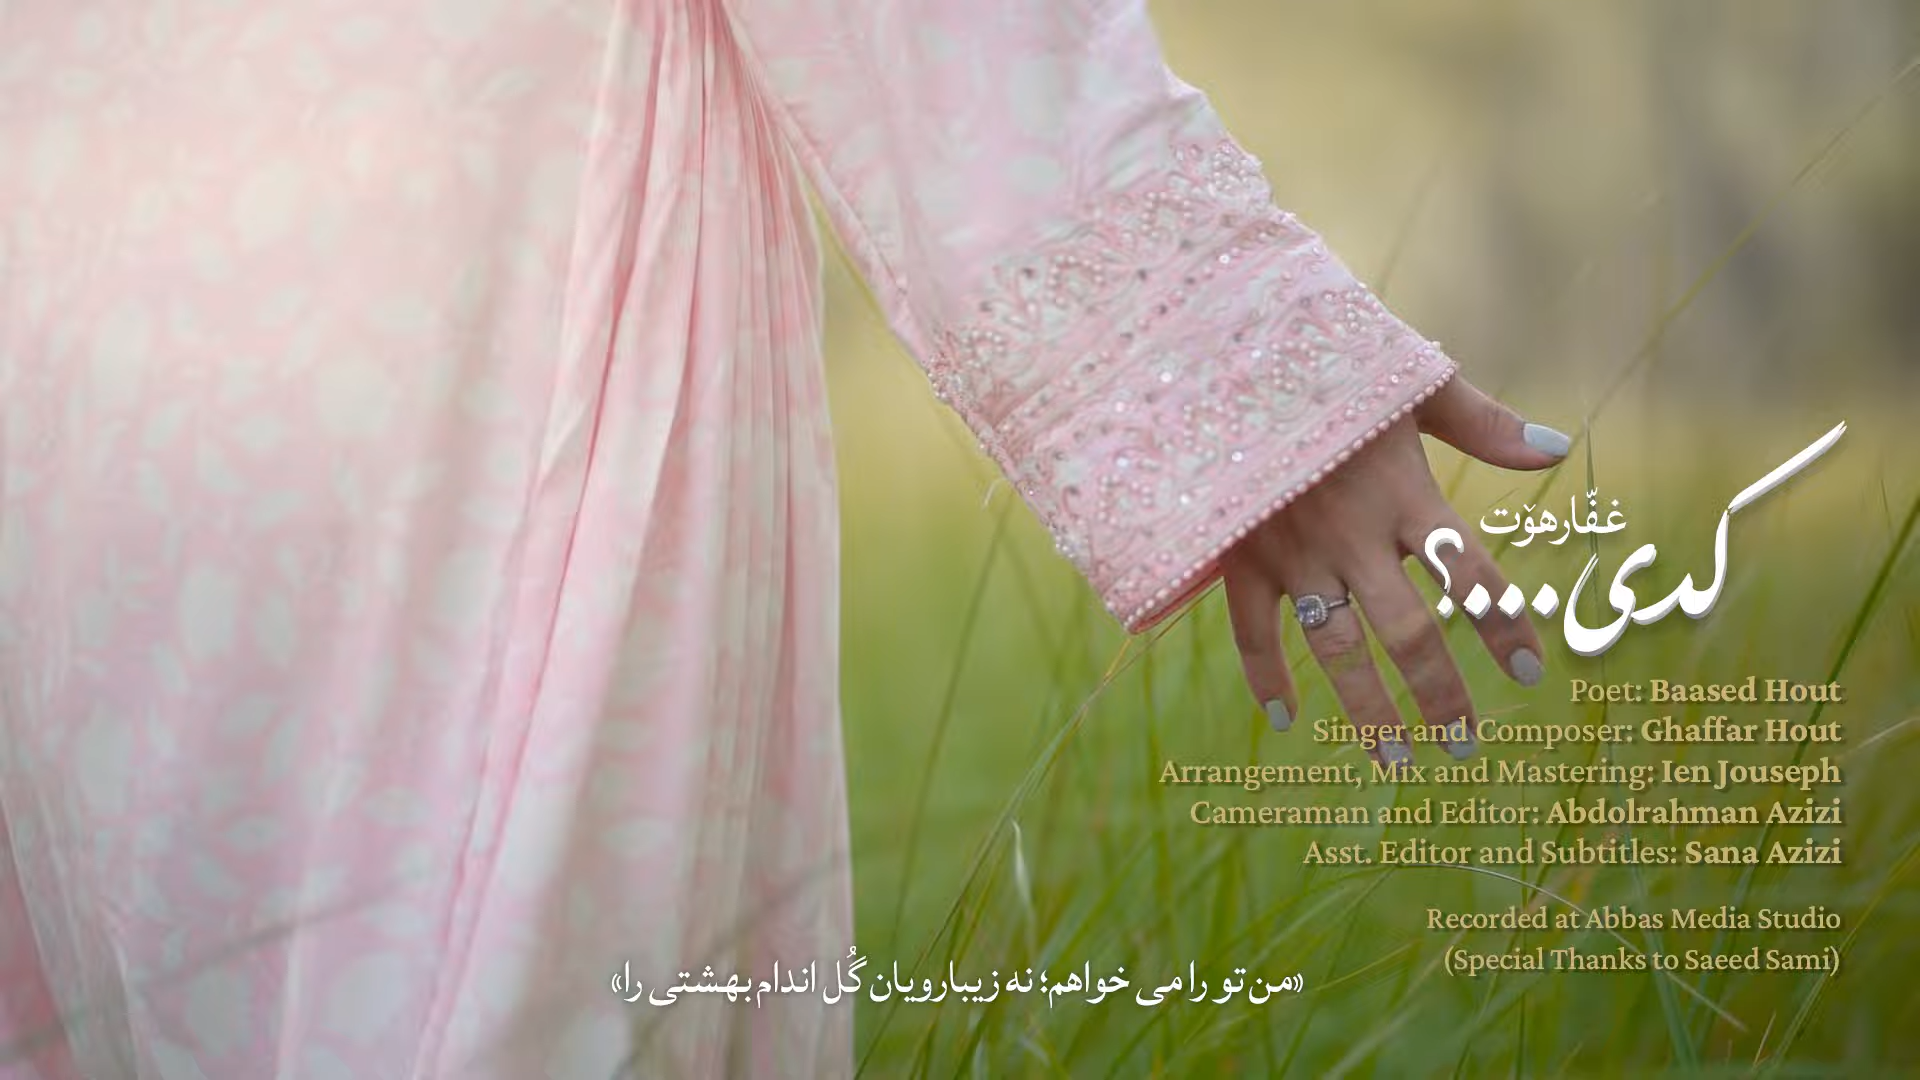 غفّار هۆت
کدی...؟
Poet: Baased Hout
Singer and Composer: Ghaffar Hout
Arrangement, Mix and Mastering: Ien Jouseph
Cameraman and Editor: Abdolrahman Azizi
Asst. Editor and Subtitles: Sana Azizi
Recorded at Abbas Media Studio
(Special Thanks to Saeed Sami)
«من تو را می خواهم؛ نه زیبارویان گُل اندام بهشتی را»